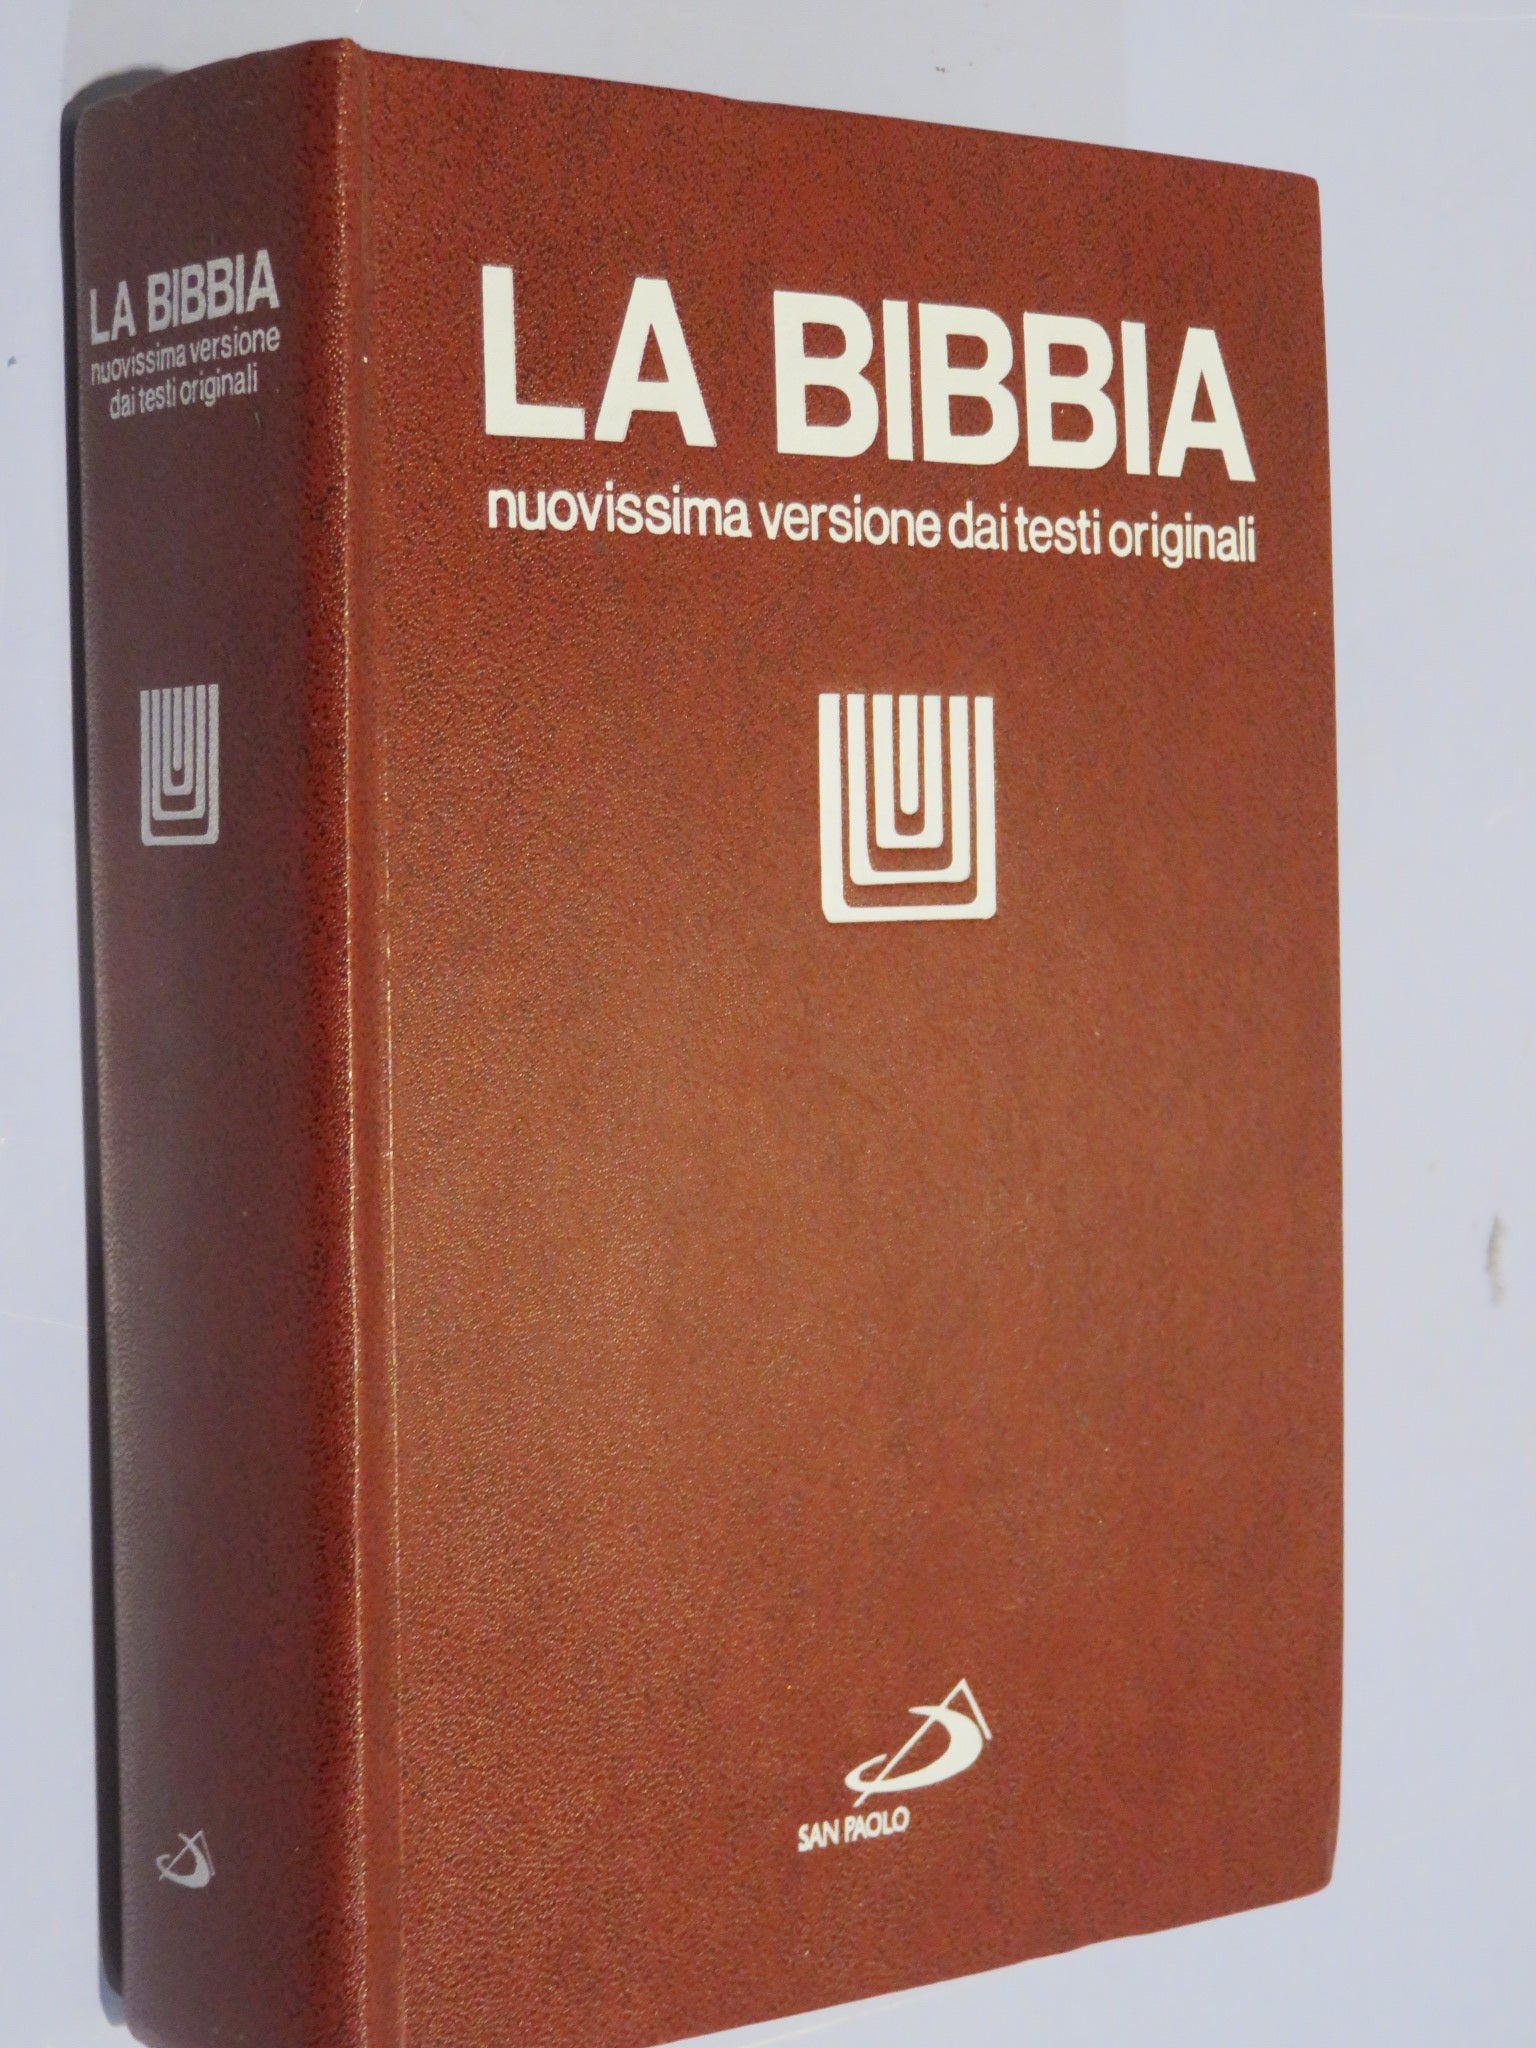 LA BIBBIA
nuovissima versione
dai testi originali
LA BIBBIA
nuovissima versione dai testi originali
SAN PAOLO